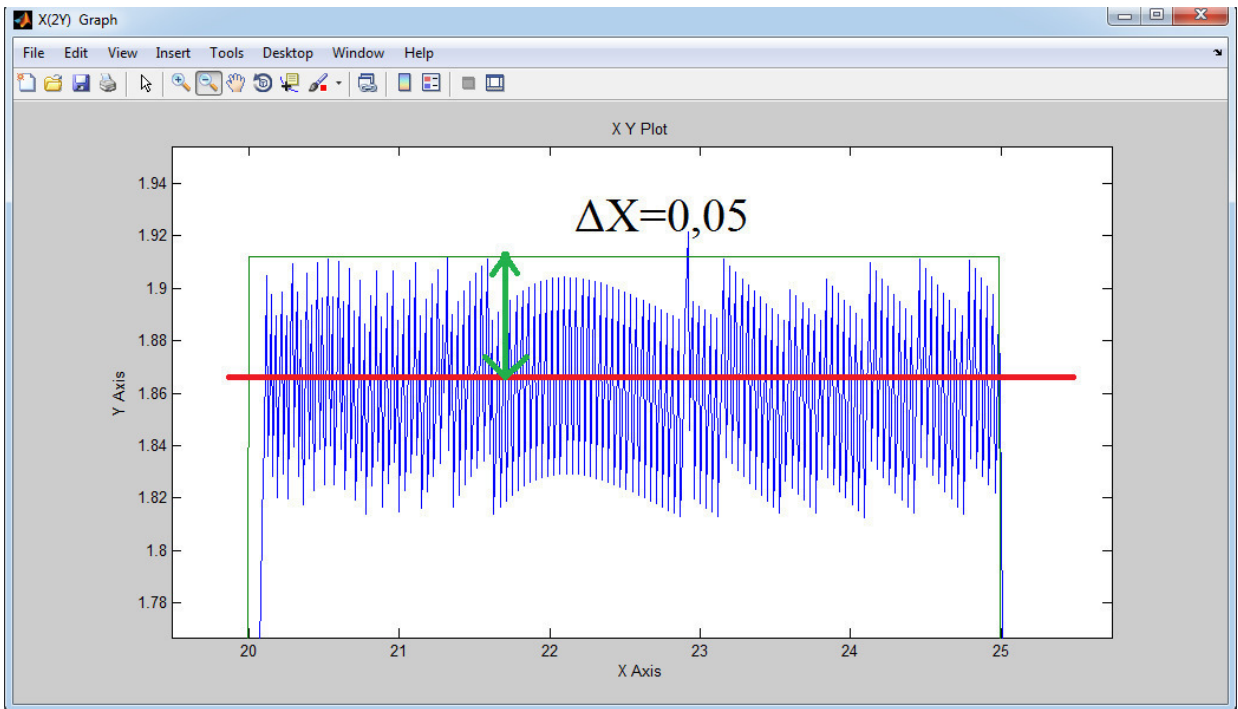 X(2Y) Graph
File Edit View Insert Tools Desktop Window Help
X Y Plot
ΔX=0,05
1.94
1.92
1.9
1.88
1.86
1.84
1.82
1.8
1.78
Y Axis
20 21 22 23 24 25
X Axis